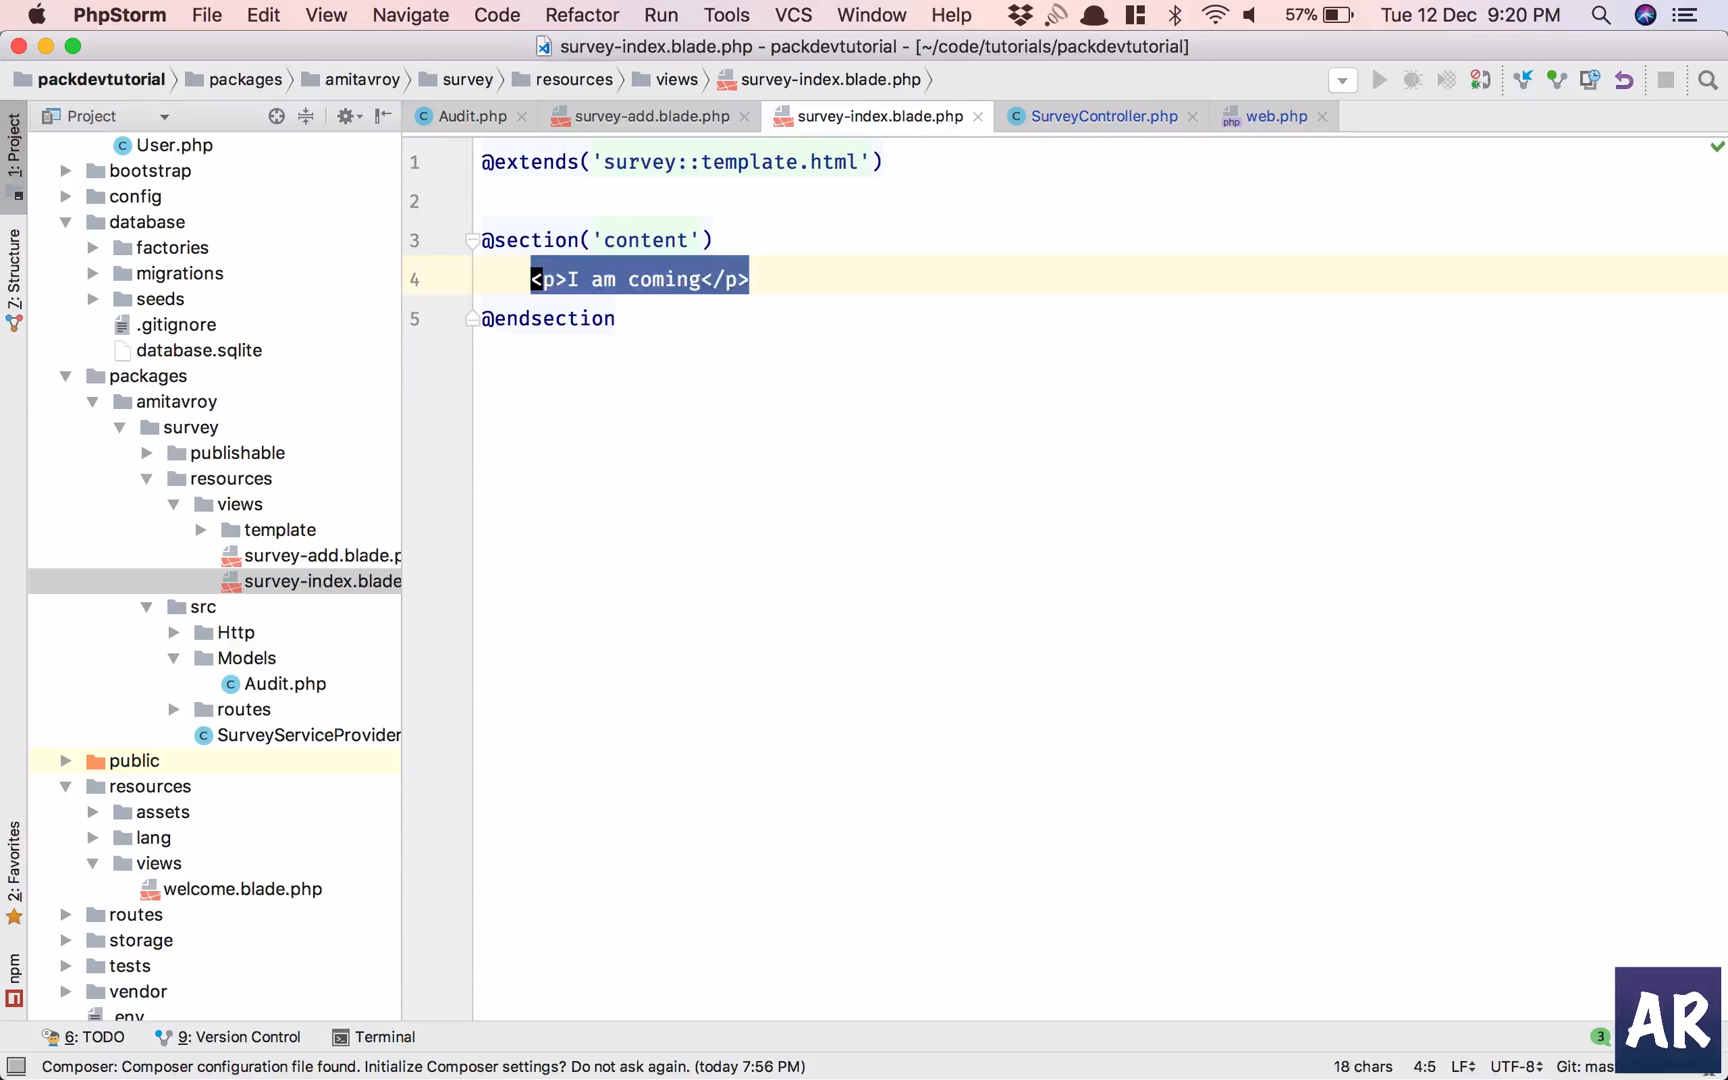 PhpStorm File Edit View Navigate Code Refactor Run Tools VCS Window Help 57% Tue 12 Dec 9:20 PM
survey-index.blade.php - packdevtutorial - [~/code/tutorials/packdevtutorial]
packdevtutorial packages amitavroy survey resources views survey-index.blade.php
Project Audit.php survey-add.blade.php survey-index.blade.php SurveyController.php web.php
1: Project
7: Structure
2: Favorites
npm
User.php
bootstrap
config
database
factories
migrations
seeds
.gitignore
database.sqlite
packages
amitavroy
survey
publishable
resources
views
template
survey-add.blade.p
survey-index.blade
src
Http
Models
Audit.php
routes
SurveyServiceProvider
public
resources
assets
lang
views
welcome.blade.php
routes
storage
tests
vendor
.env
1 @extends('survey::template.html')
2
3 @section('content')
4 <p>I am coming</p>
5 @endsection
6: TODO 9: Version Control Terminal 3
Composer: Composer configuration file found. Initialize Composer settings? Do not ask again. (today 7:56 PM) 18 chars 4:5 LF UTF-8 Git: mas
AR